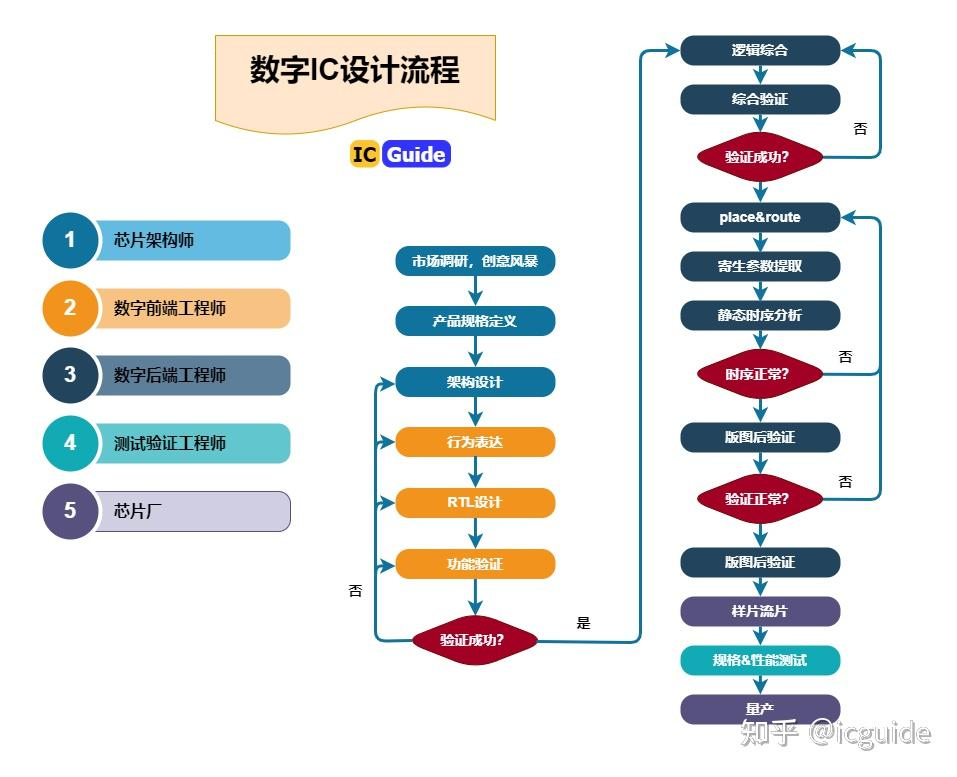 数字IC设计流程
IC Guide
1 芯片架构师
2 数字前端工程师
3 数字后端工程师
4 测试验证工程师
5 芯片厂
市场调研，创意风暴
产品规格定义
架构设计
行为表达
RTL设计
功能验证
否
验证成功?
是
逻辑综合
综合验证
否
验证成功?
place&route
寄生参数提取
静态时序分析
否
时序正常?
版图后验证
否
验证正常?
版图后验证
样片流片
规格&性能测试
量产
知乎 @icguide